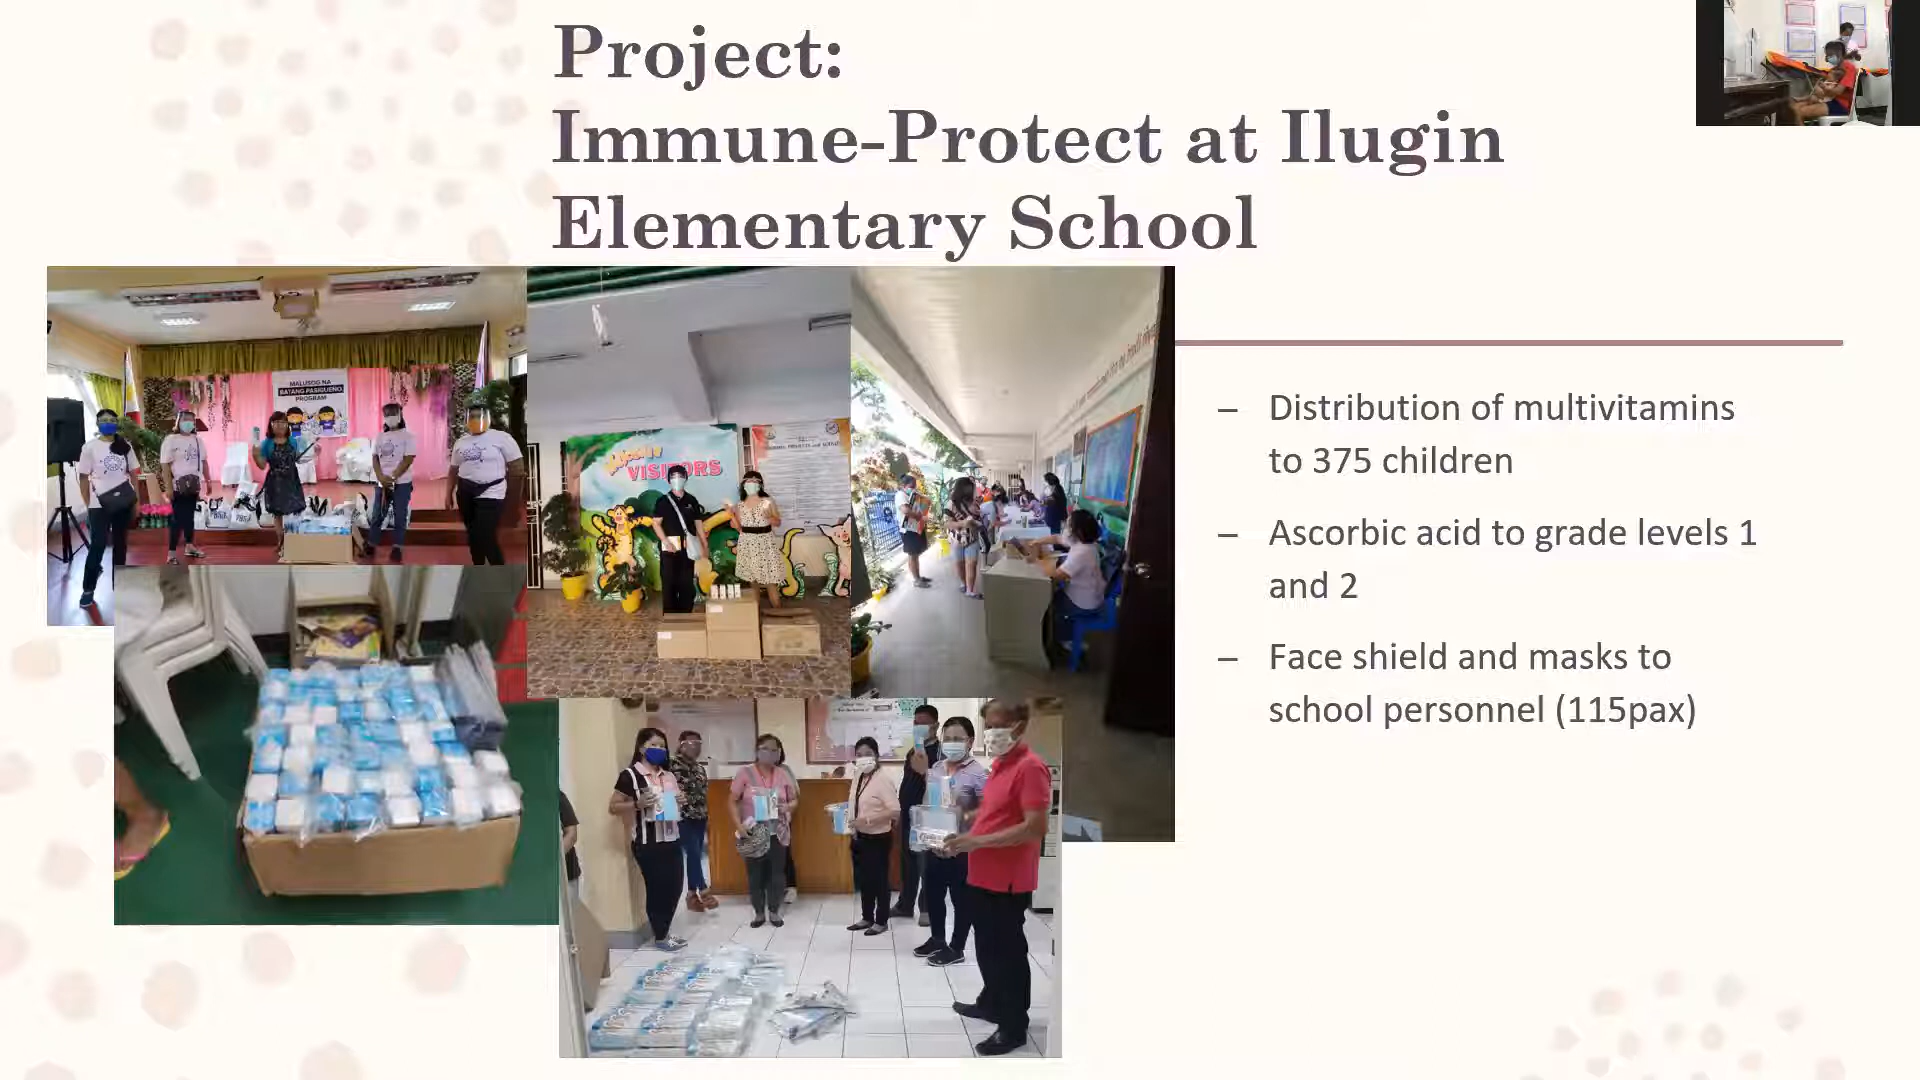 Project:
Immune-Protect at Ilugin
Elementary School
MALUSOG NA
BATANG PASIGUENO
PROGRAM
VISITORS
– Distribution of multivitamins
to 375 children
– Ascorbic acid to grade levels 1
and 2
– Face shield and masks to
school personnel (115pax)